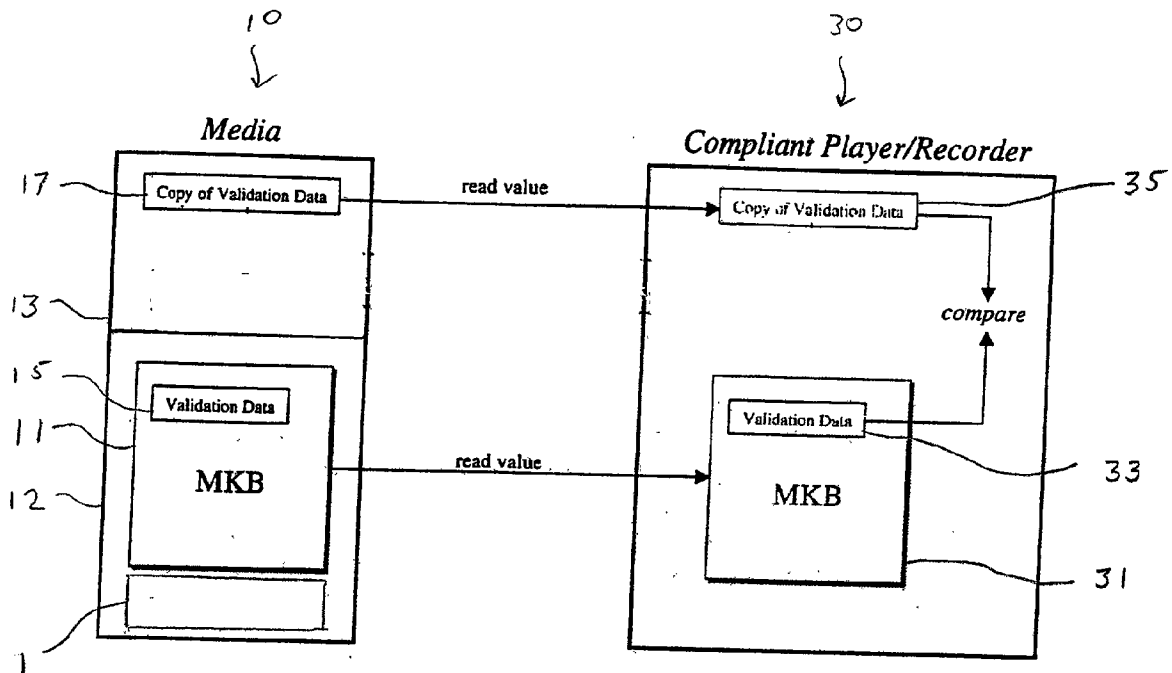 10
30
Media
Compliant Player/Recorder
17
Copy of Validation Data
read value
Copy of Validation Data
35
13
compare
15
Validation Data
11
MKB
read value
Validation Data
33
MKB
12
31
1